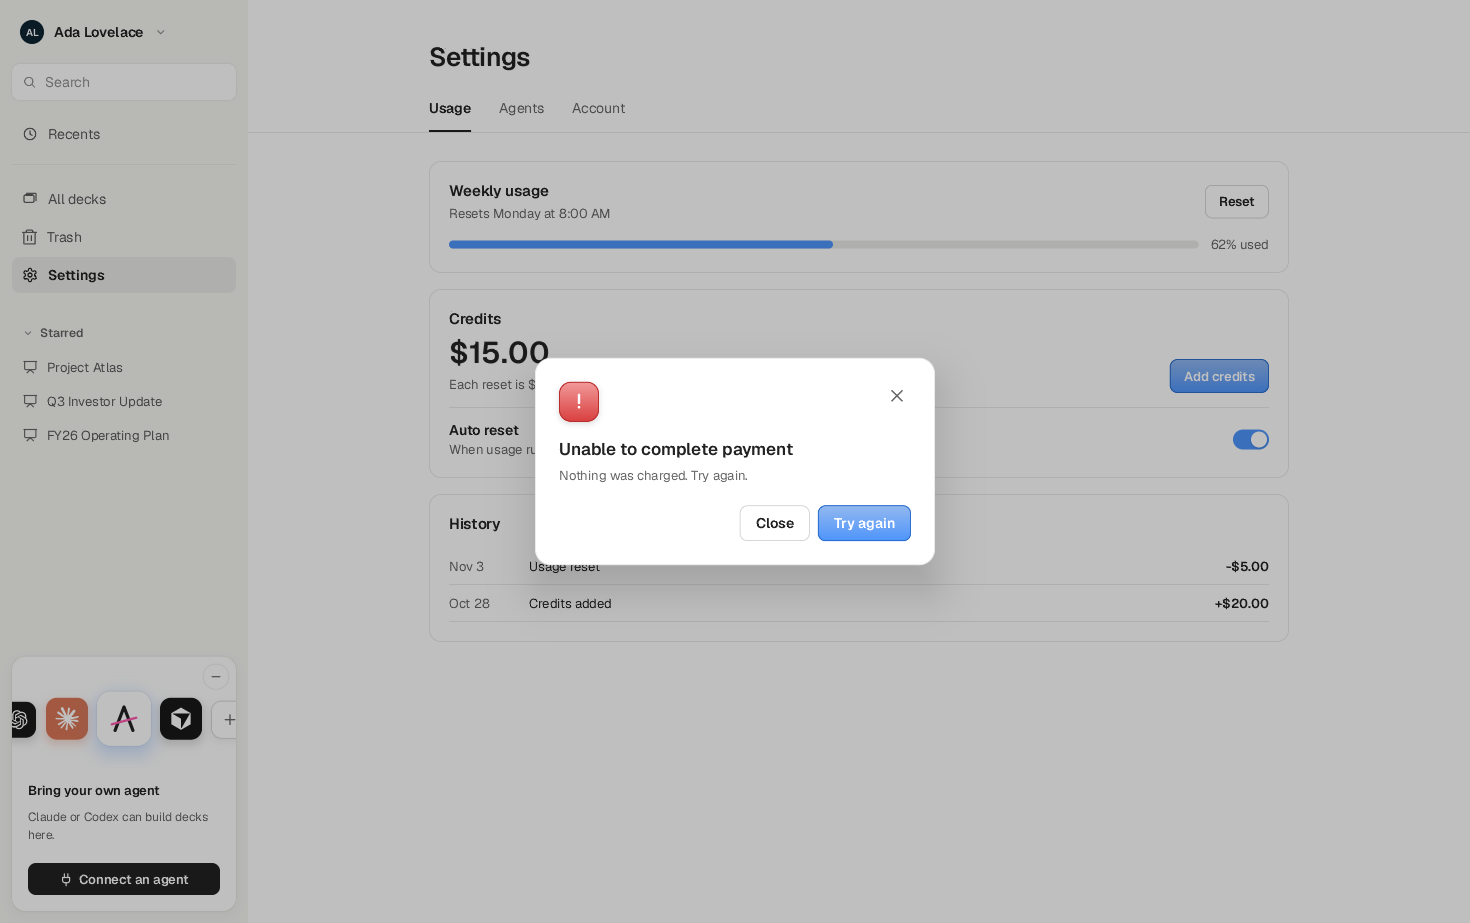 AL Ada Lovelace
Search
Recents
All decks
Trash
Settings
Starred
Project Atlas
Q3 Investor Update
FY26 Operating Plan
Bring your own agent
Claude or Codex can build decks
here.
Connect an agent
Settings
Usage Agents Account
Weekly usage
Resets Monday at 8:00 AM
Reset
62% used
Credits
$15.00
Each reset is $
Add credits
Auto reset
When usage ru
!
Unable to complete payment
Nothing was charged. Try again.
Close Try again
History
Nov 3 Usage reset -$5.00
Oct 28 Credits added +$20.00